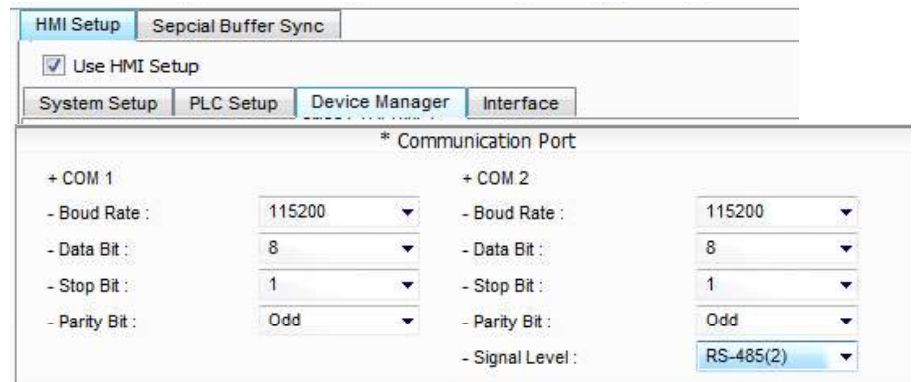 HMI Setup Sepcial Buffer Sync
Use HMI Setup
System Setup PLC Setup Device Manager Interface
* Communication Port
+ COM 1 + COM 2
- Boud Rate : 115200 - Boud Rate : 115200
- Data Bit : 8 - Data Bit : 8
- Stop Bit : 1 - Stop Bit : 1
- Parity Bit : Odd - Parity Bit : Odd
- Signal Level : RS-485(2)